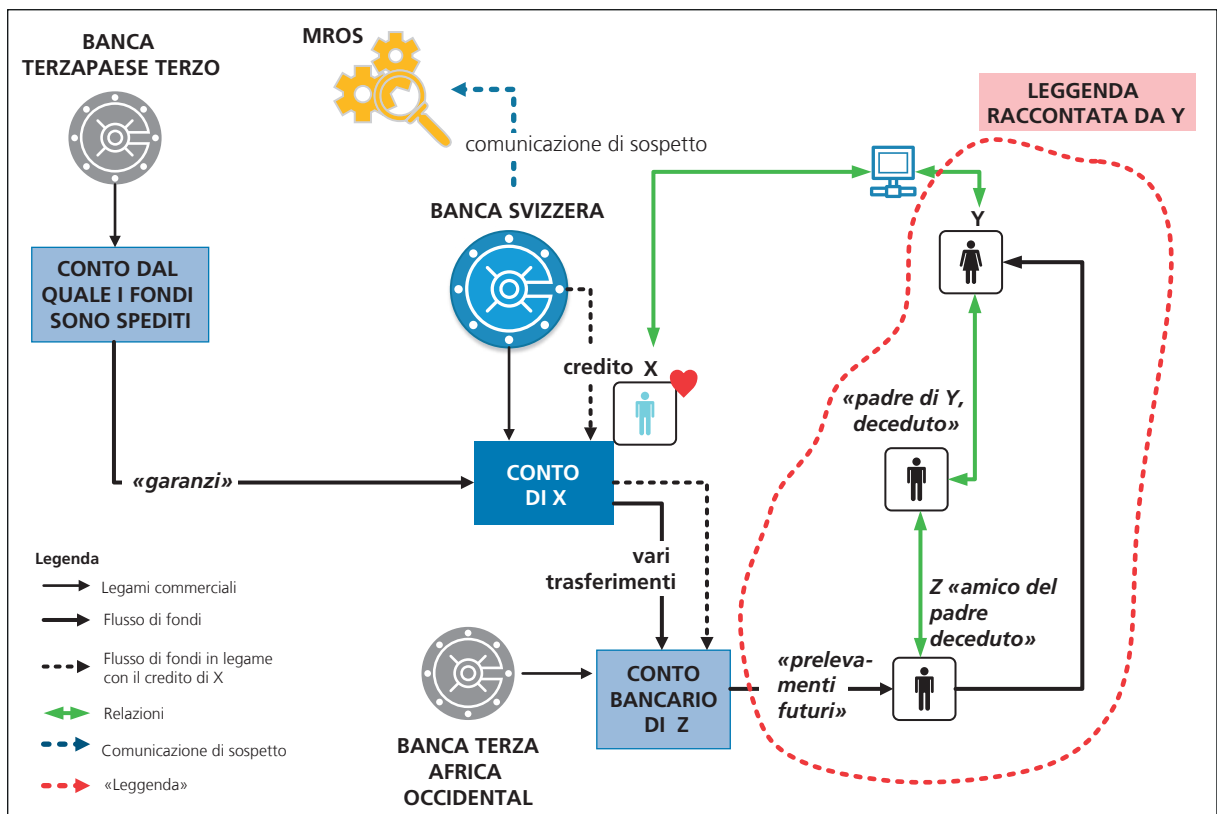 BANCA
TERZAPAESE TERZO
MROS
LEGGENDA
RACCONTATA DA Y
comunicazione di sospetto
BANCA SVIZZERA
Y
CONTO DAL
QUALE I FONDI
SONO SPEDITI
credito
X
«padre di Y,
deceduto»
«garanzi»
CONTO
DI X
vari
trasferimenti
Z «amico del
padre
deceduto»
Legenda
Legami commerciali
Flusso di fondi
Flusso di fondi in legame
con il credito di X
Relazioni
Comunicazione di sospetto
«Leggenda»
CONTO
BANCARIO
DI Z
«preleva-
menti
futuri»
BANCA TERZA
AFRICA
OCCIDENTAL